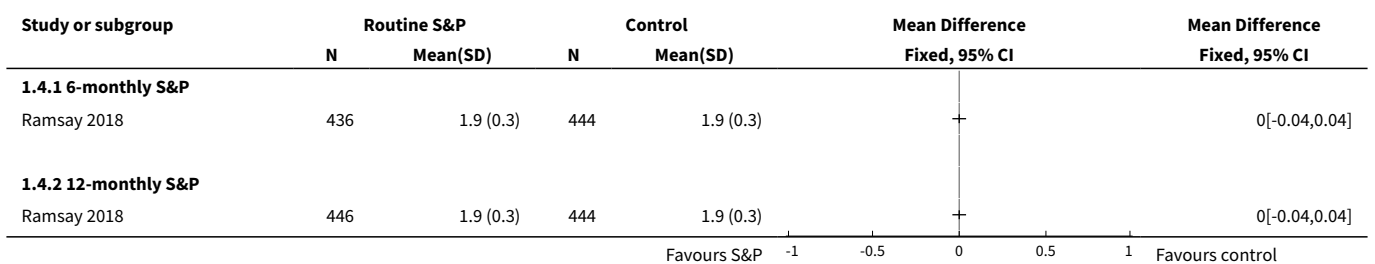 Study or subgroup Routine S&P Control Mean Difference Mean Difference
N Mean(SD) N Mean(SD) Fixed, 95% CI Fixed, 95% CI
1.4.1 6-monthly S&P
Ramsay 2018 436 1.9 (0.3) 444 1.9 (0.3) 0[-0.04,0.04]
1.4.2 12-monthly S&P
Ramsay 2018 446 1.9 (0.3) 444 1.9 (0.3) 0[-0.04,0.04]
Favours S&P -1 -0.5 0 0.5 1 Favours control